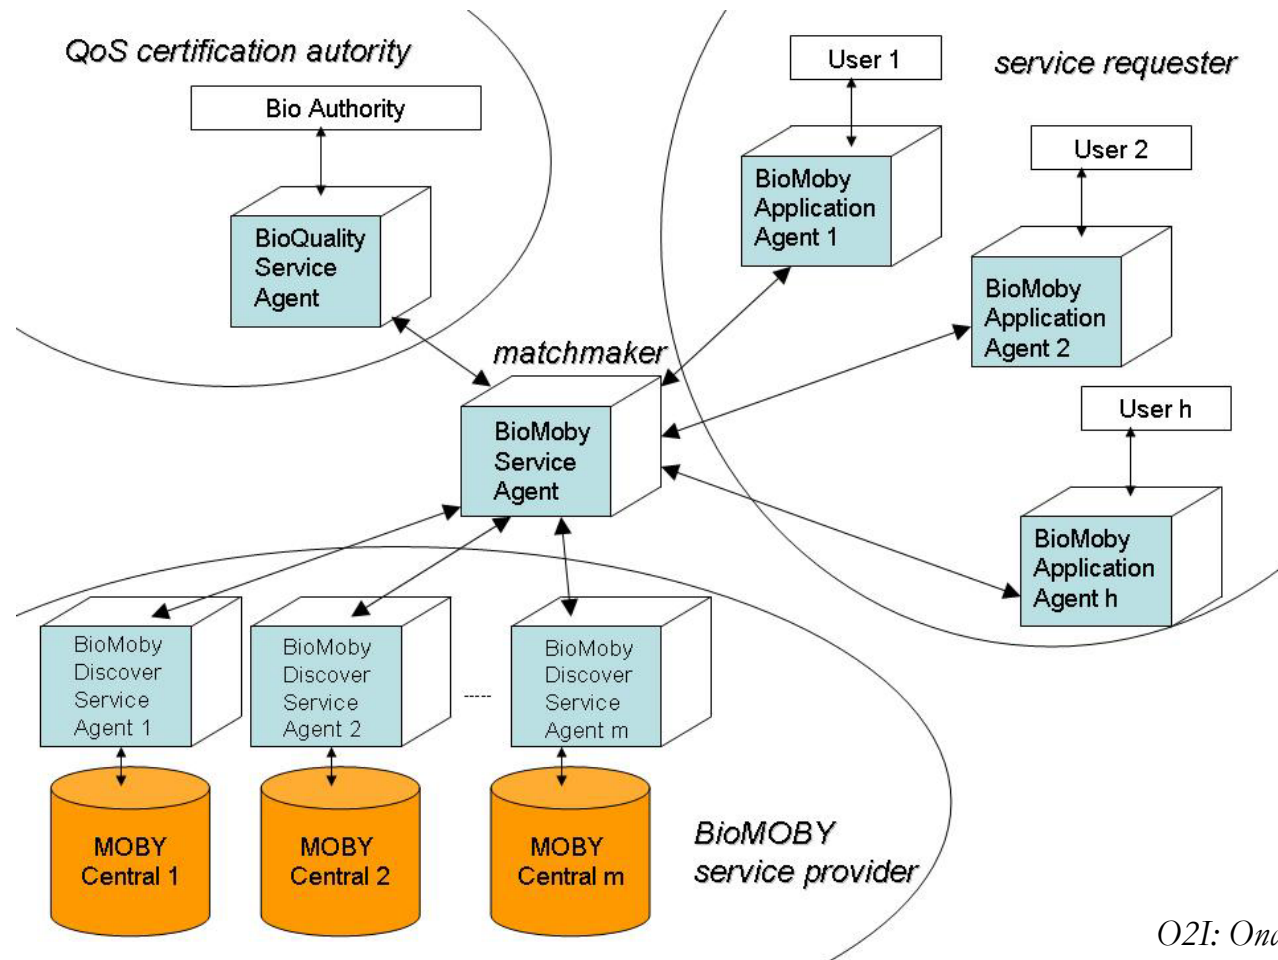 QoS certification autority
Bio Authority
BioQuality
Service
Agent
User 1
service requester
BioMoby
Application
Agent 1
User 2
BioMoby
Application
Agent 2
matchmaker
BioMoby
Service
Agent
User h
BioMoby
Application
Agent h
BioMoby
Discover
Service
Agent 1
BioMoby
Discover
Service
Agent 2
-----
BioMoby
Discover
Service
Agent m
MOBY
Central 1
MOBY
Central 2
MOBY
Central m
BioMOBY
service provider
O2I: